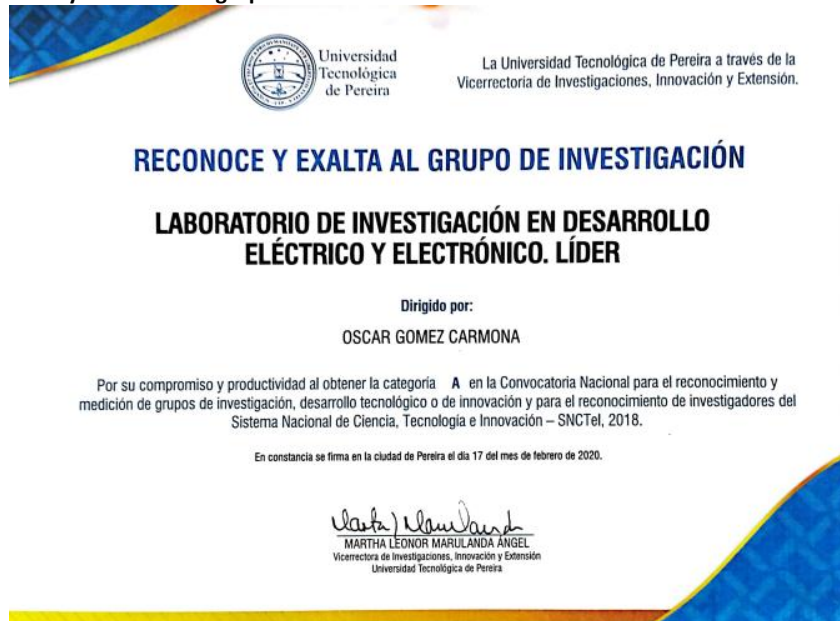 Universidad
Tecnológica
de Pereira
La Universidad Tecnológica de Pereira a través de la
Vicerrectoría de Investigaciones, Innovación y Extensión.
RECONOCE Y EXALTA AL GRUPO DE INVESTIGACIÓN
LABORATORIO DE INVESTIGACIÓN EN DESARROLLO
ELÉCTRICO Y ELECTRÓNICO. LÍDER
Dirigido por:
OSCAR GOMEZ CARMONA
Por su compromiso y productividad al obtener la categoría A en la Convocatoria Nacional para el reconocimiento y
medición de grupos de investigación, desarrollo tecnológico o de innovación y para el reconocimiento de investigadores del
Sistema Nacional de Ciencia, Tecnología e Innovación – SNCTeI, 2018.
En constancia se firma en la ciudad de Pereira el día 17 del mes de febrero de 2020.
MARTHA LEONOR MARULANDA ÁNGEL
Vicerrectora de Investigaciones, Innovación y Extensión
Universidad Tecnológica de Pereira